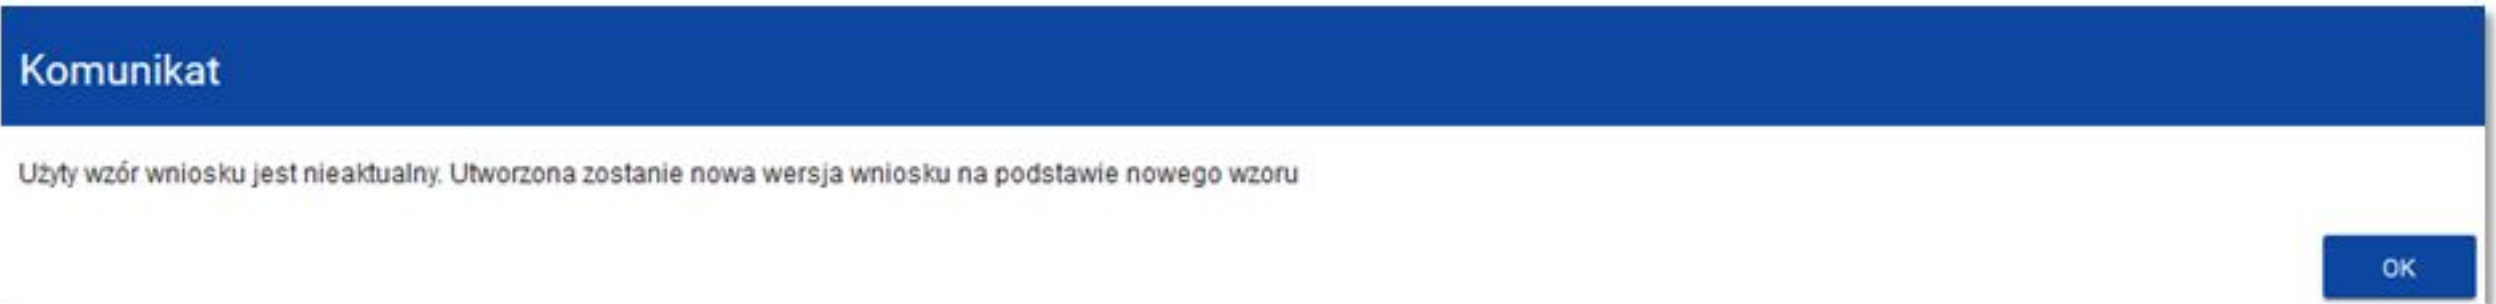 Komunikat
Użyty wzór wniosku jest nieaktualny. Utworzona zostanie nowa wersja wniosku na podstawie nowego wzoru
OK